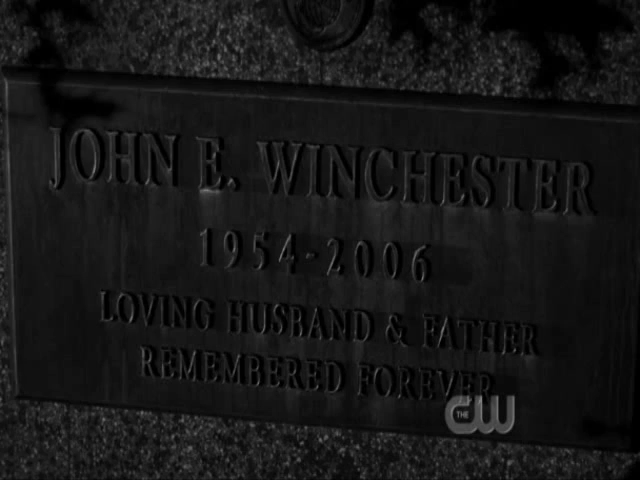 JOHN E. WINCHESTER
1954-2006
LOVING HUSBAND & FATHER
REMEMBERED FOREVER
THE CW